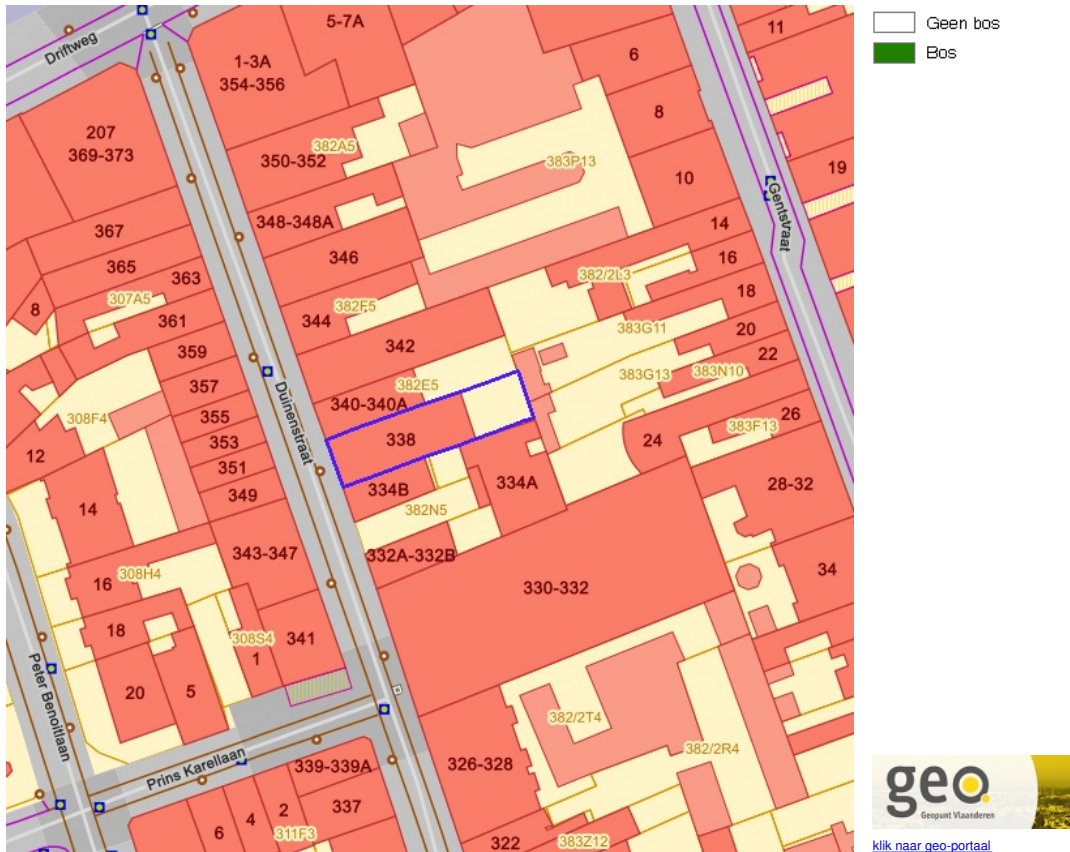 Driftweg
5-7A
1-3A
354-356
6
11
8
207
369-373
382A5
350-352
383P13
10
19
Gentstraat
348-348A
14
367
346
16
365
363
382/2L3
307A5
382F5
18
8
361
344
383G11
20
342
22
359
383G13
383N10
357
382E5
340-340A
Duinenstraat
355
308F4
26
383F13
353
338
24
12
351
334B
334A
28-32
349
14
382N5
343-347
332A-332B
34
308H4
16
330-332
18
308S4
341
1
Peter Benoitlaan
20
5
382/2T4
382/2R4
Prins Karellaan
339-339A
326-328
2
337
4
6
311F3
322
383Z12
Geen bos
Bos
geo
Geopunt Vlaanderen
klik naar geo-portaal